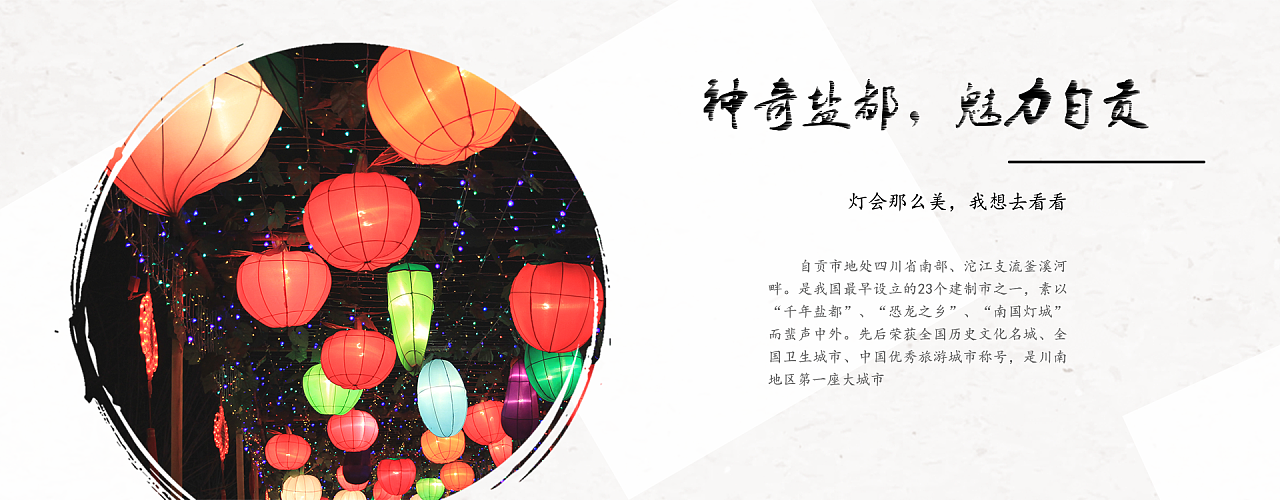 神奇盐都，魅力自贡
灯会那么美，我想去看看
自贡市地处四川省南部、沱江支流釜溪河
畔。是我国最早设立的23个建制市之一，素以
“千年盐都”、“恐龙之乡”、“南国灯城”
而蜚声中外。先后荣获全国历史文化名城、全
国卫生城市、中国优秀旅游城市称号，是川南
地区第一座大城市